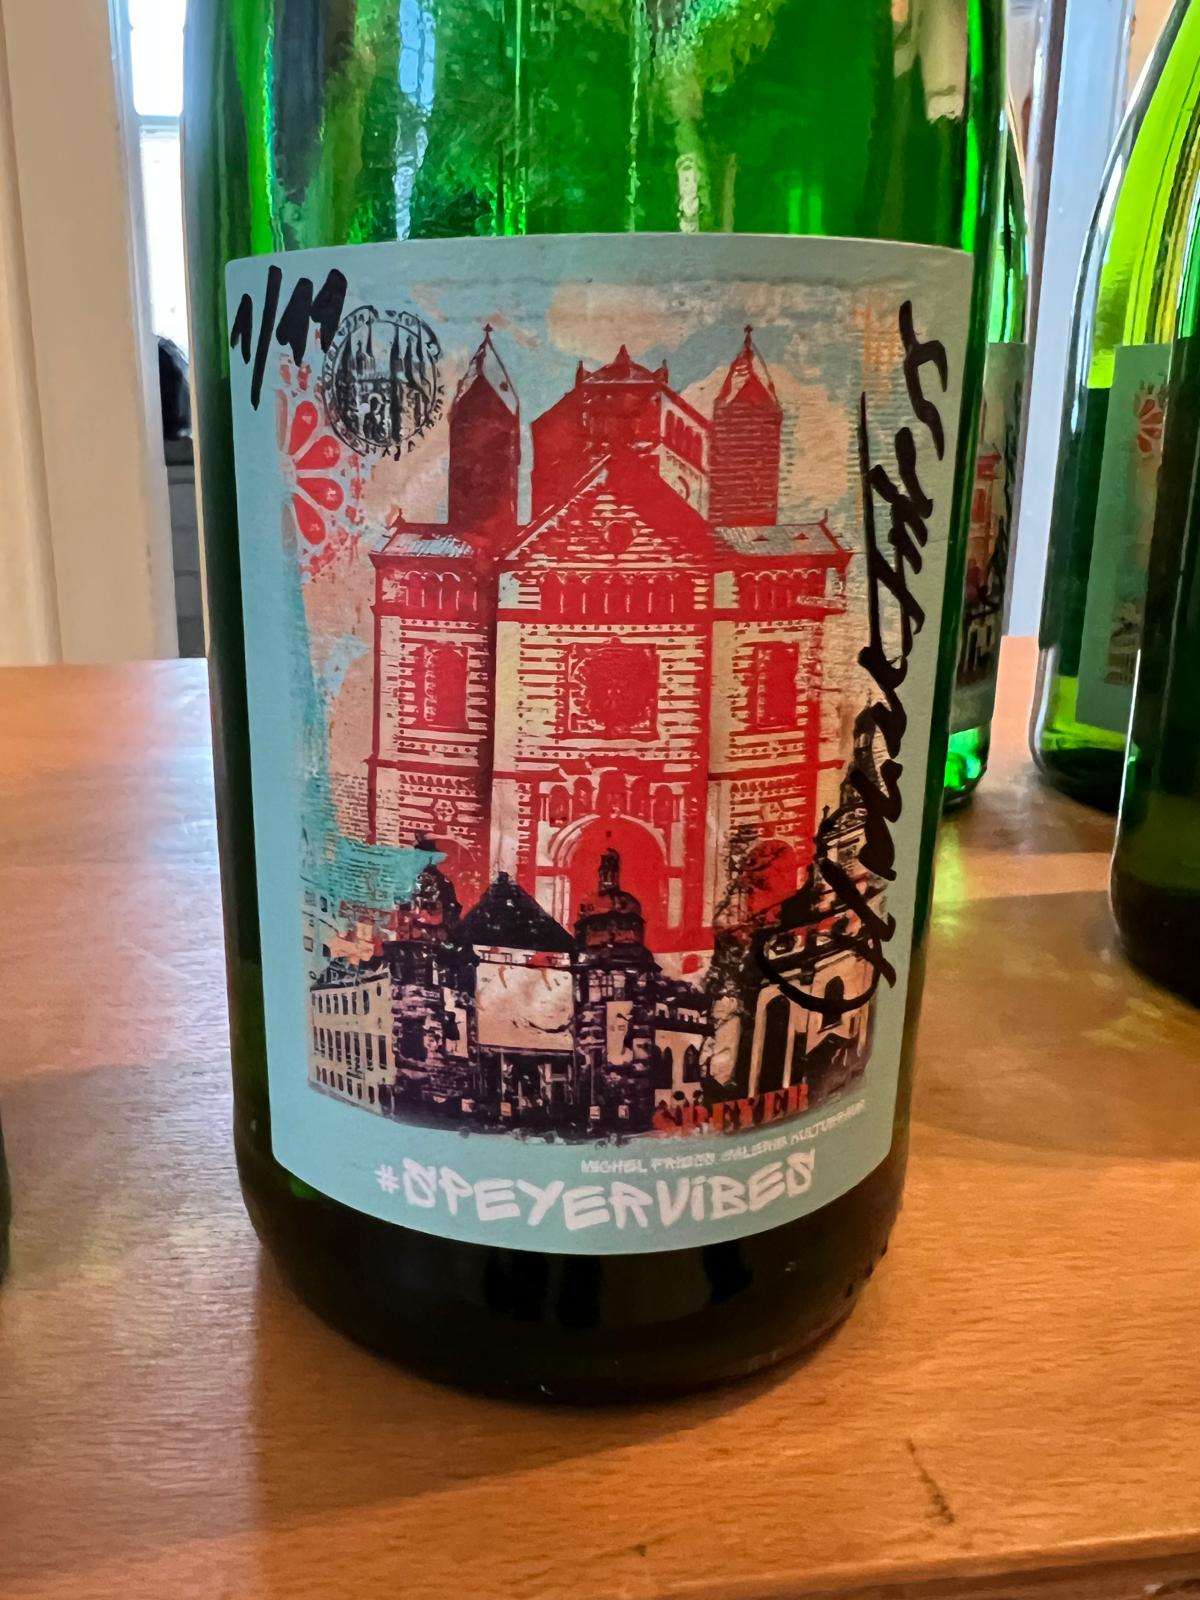 1/11
SPEYER
MICHEL FRIESS GALERIE KULTURRAUM
#SPEYERVIBES